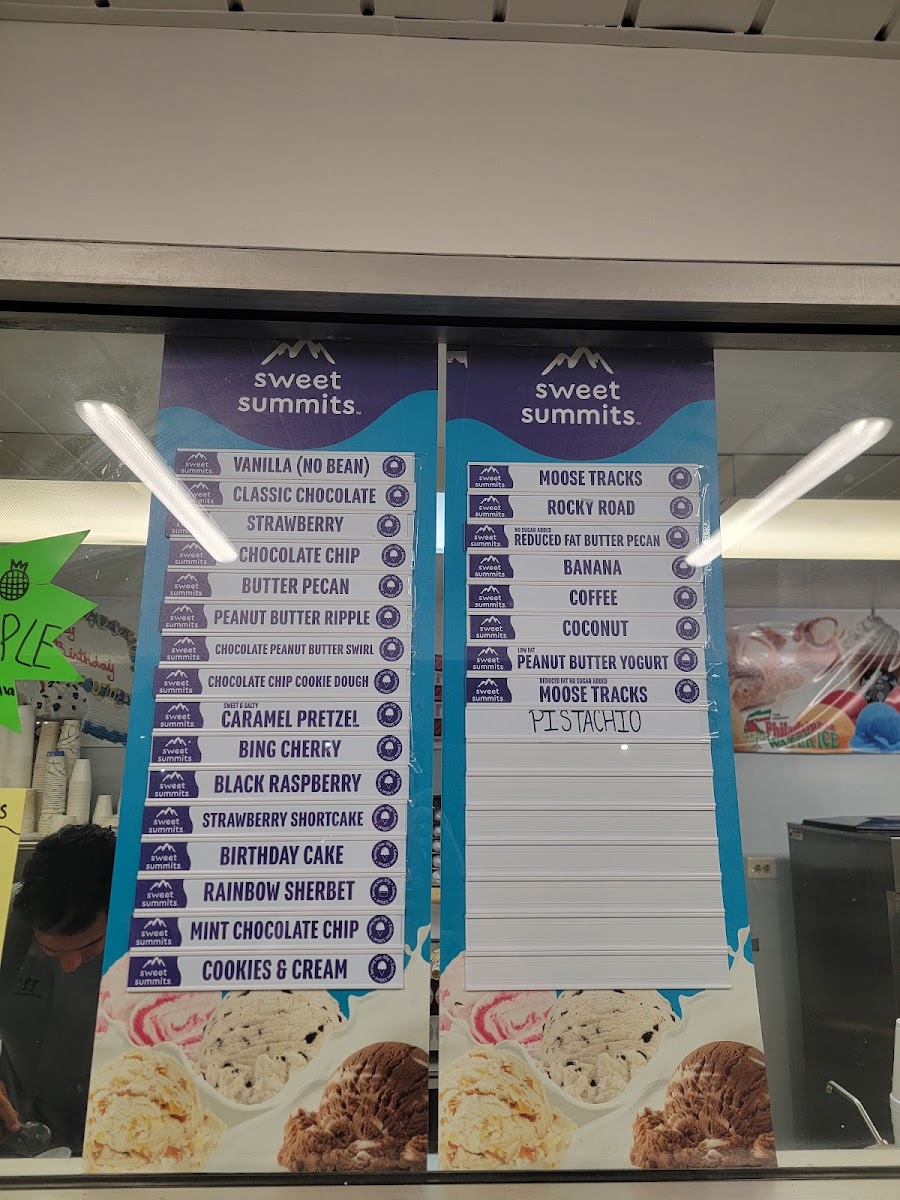 sweet
summits™
VANILLA (NO BEAN)
CLASSIC CHOCOLATE
STRAWBERRY
CHOCOLATE CHIP
BUTTER PECAN
PEANUT BUTTER RIPPLE
CHOCOLATE PEANUT BUTTER SWIRL
CHOCOLATE CHIP COOKIE DOUGH
SWEET & SALTY
CARAMEL PRETZEL
BING CHERRY
BLACK RASPBERRY
STRAWBERRY SHORTCAKE
BIRTHDAY CAKE
RAINBOW SHERBET
MINT CHOCOLATE CHIP
COOKIES & CREAM
sweet
summits™
MOOSE TRACKS
ROCKY ROAD
NO SUGAR ADDED
REDUCED FAT BUTTER PECAN
BANANA
COFFEE
COCONUT
LOW FAT
PEANUT BUTTER YOGURT
REDUCED FAT NO SUGAR ADDED
MOOSE TRACKS
PISTACHIO
PLE
Birthday
Philadelphia
WATER ICE